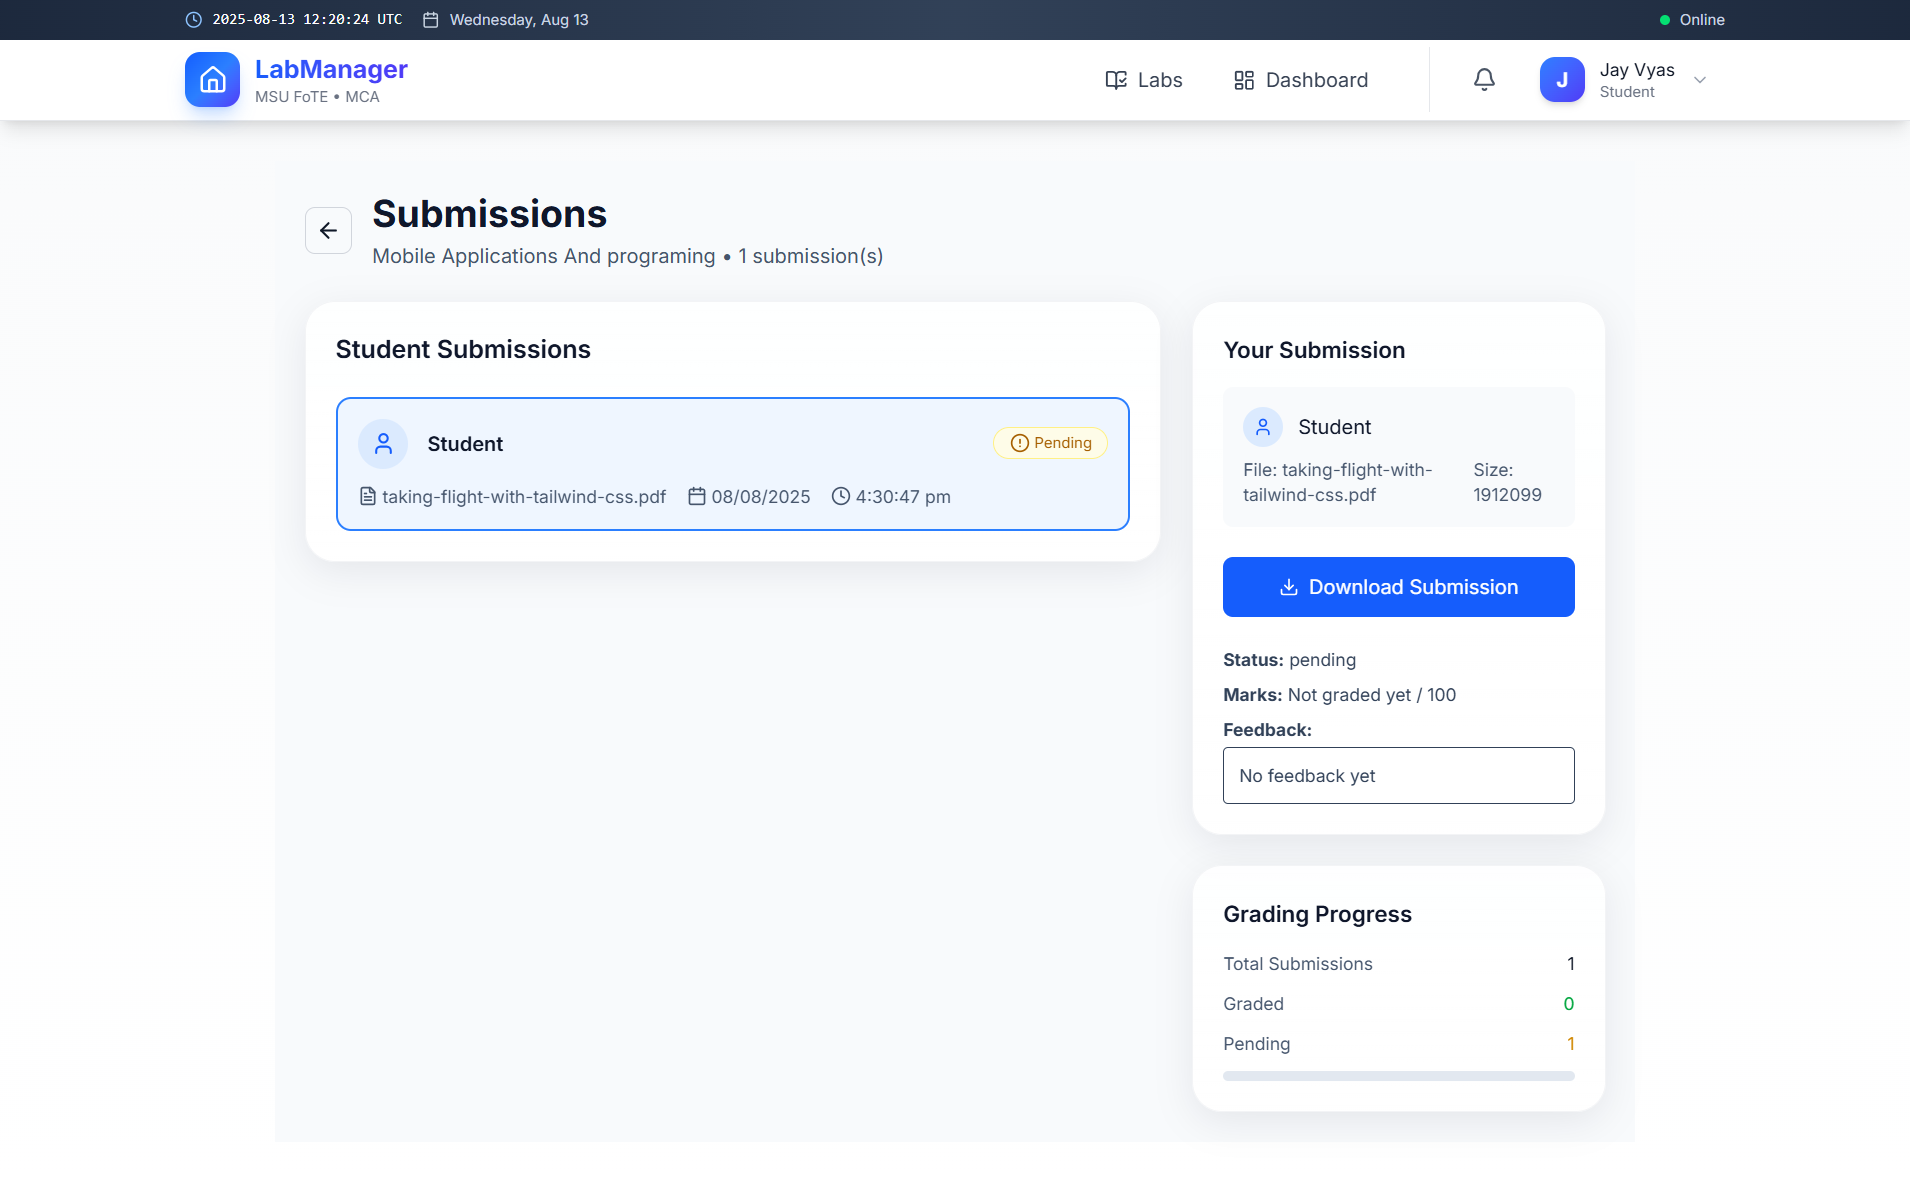 2025-08-13 12:20:24 UTC Wednesday, Aug 13 Online
LabManager
MSU FoTE • MCA
Labs Dashboard
J
Jay Vyas
Student
Submissions
Mobile Applications And programing • 1 submission(s)
Student Submissions
Student Pending
taking-flight-with-tailwind-css.pdf 08/08/2025 4:30:47 pm
Your Submission
Student
File: taking-flight-with-
tailwind-css.pdf
Size:
1912099
Download Submission
Status: pending
Marks: Not graded yet / 100
Feedback:
No feedback yet
Grading Progress
Total Submissions 1
Graded 0
Pending 1